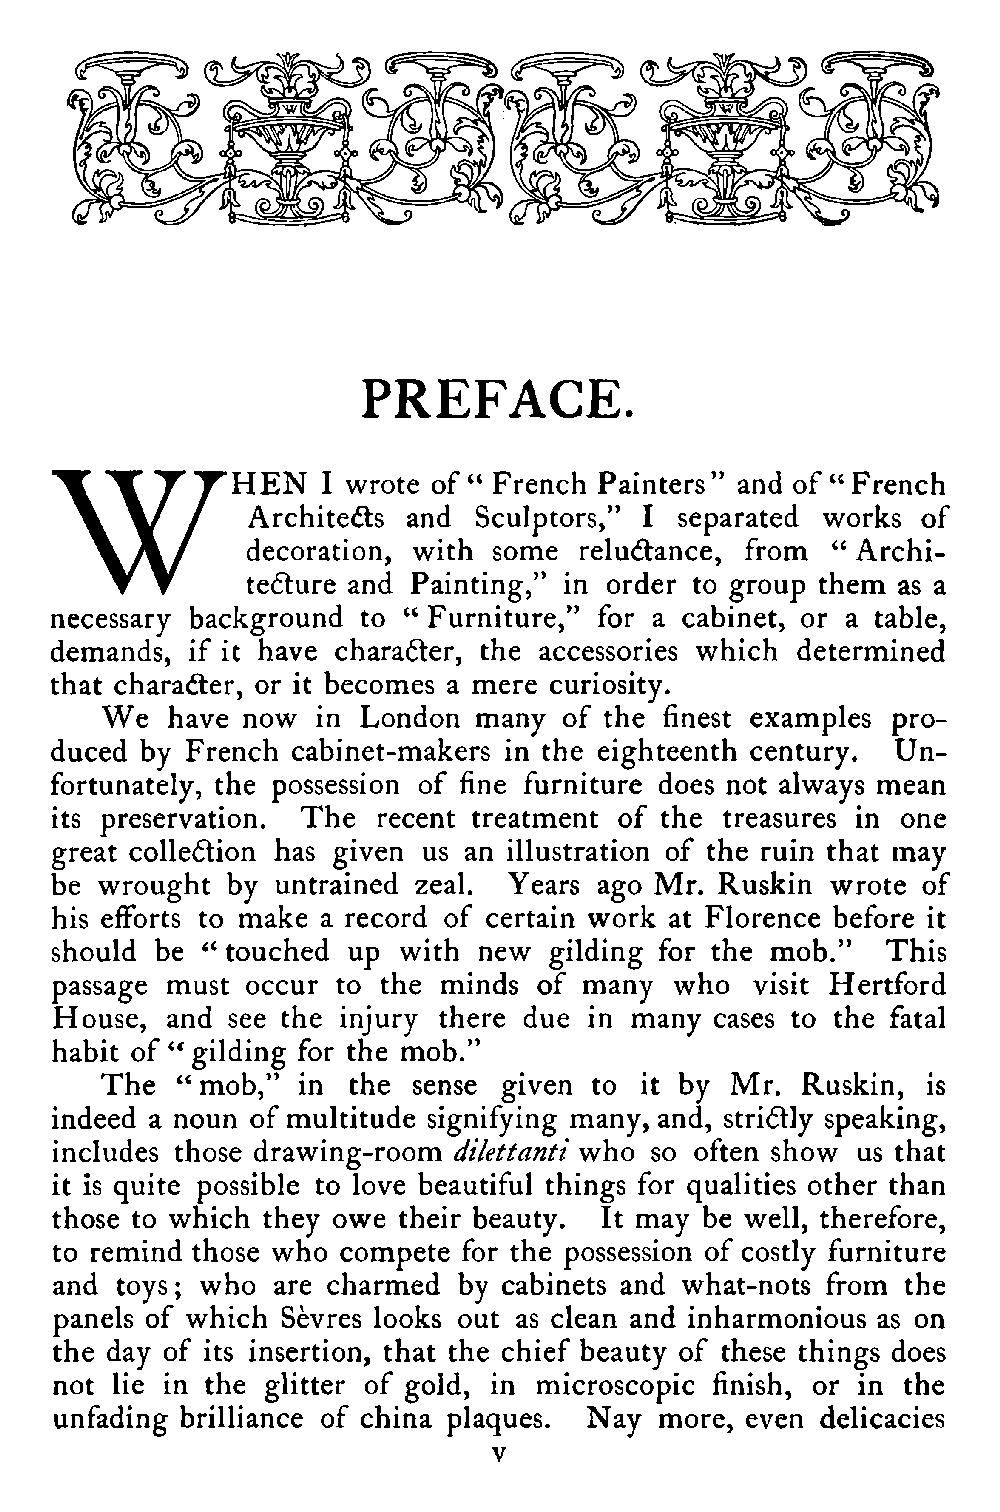 PREFACE.
WHEN I wrote of “ French Painters” and of “ French
Architects and Sculptors,” I separated works of
decoration, with some reluctance, from “ Archi-
tecture and Painting,” in order to group them as a
necessary background to “ Furniture,” for a cabinet, or a table,
demands, if it have character, the accessories which determined
that character, or it becomes a mere curiosity.
We have now in London many of the finest examples pro-
duced by French cabinet-makers in the eighteenth century. Un-
fortunately, the possession of fine furniture does not always mean
its preservation. The recent treatment of the treasures in one
great collection has given us an illustration of the ruin that may
be wrought by untrained zeal. Years ago Mr. Ruskin wrote of
his efforts to make a record of certain work at Florence before it
should be “ touched up with new gilding for the mob.” This
passage must occur to the minds of many who visit Hertford
House, and see the injury there due in many cases to the fatal
habit of “ gilding for the mob.”
The “ mob,” in the sense given to it by Mr. Ruskin, is
indeed a noun of multitude signifying many, and, strictly speaking,
includes those drawing-room dilettanti who so often show us that
it is quite possible to love beautiful things for qualities other than
those to which they owe their beauty. It may be well, therefore,
to remind those who compete for the possession of costly furniture
and toys; who are charmed by cabinets and what-nots from the
panels of which Sèvres looks out as clean and inharmonious as on
the day of its insertion, that the chief beauty of these things does
not lie in the glitter of gold, in microscopic finish, or in the
unfading brilliance of china plaques. Nay more, even delicacies
v